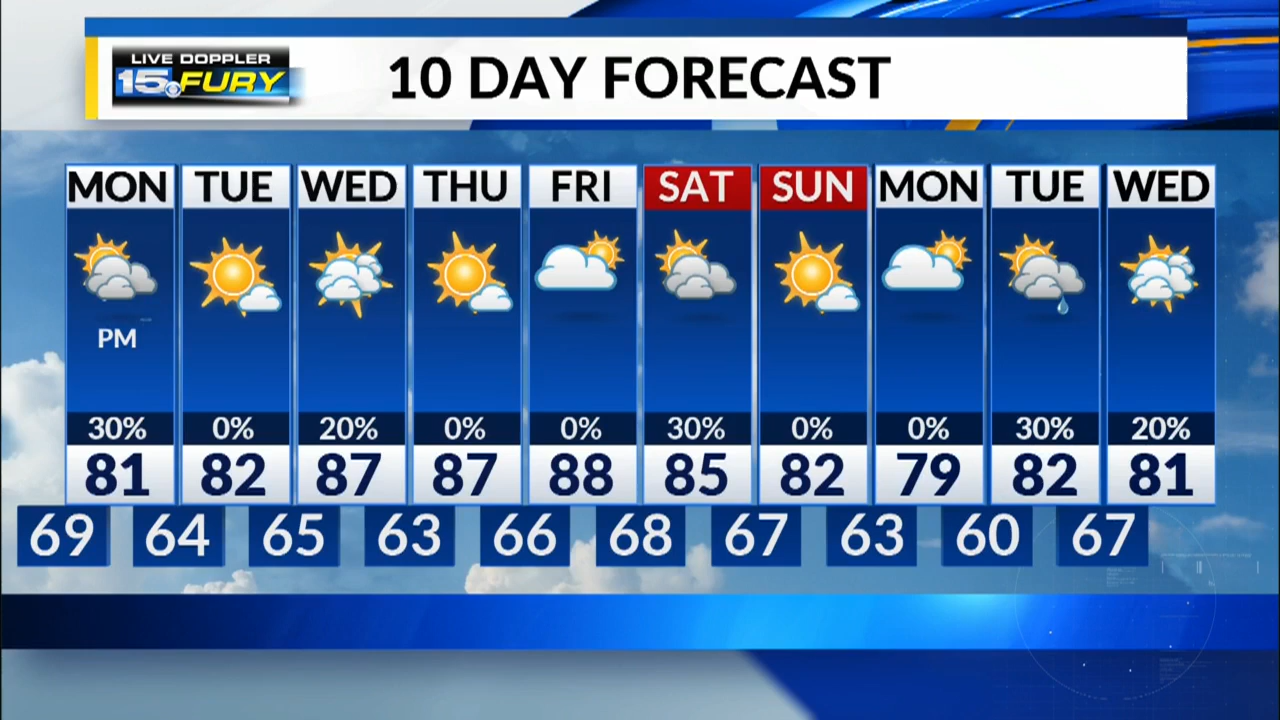 LIVE DOPPLER
15 FURY
10 DAY FORECAST
MON TUE WED THU FRI SAT SUN MON TUE WED
PM
30% 0% 20% 0% 0% 30% 0% 0% 30% 20%
81 82 87 87 88 85 82 79 82 81
69 64 65 63 66 68 67 63 60 67